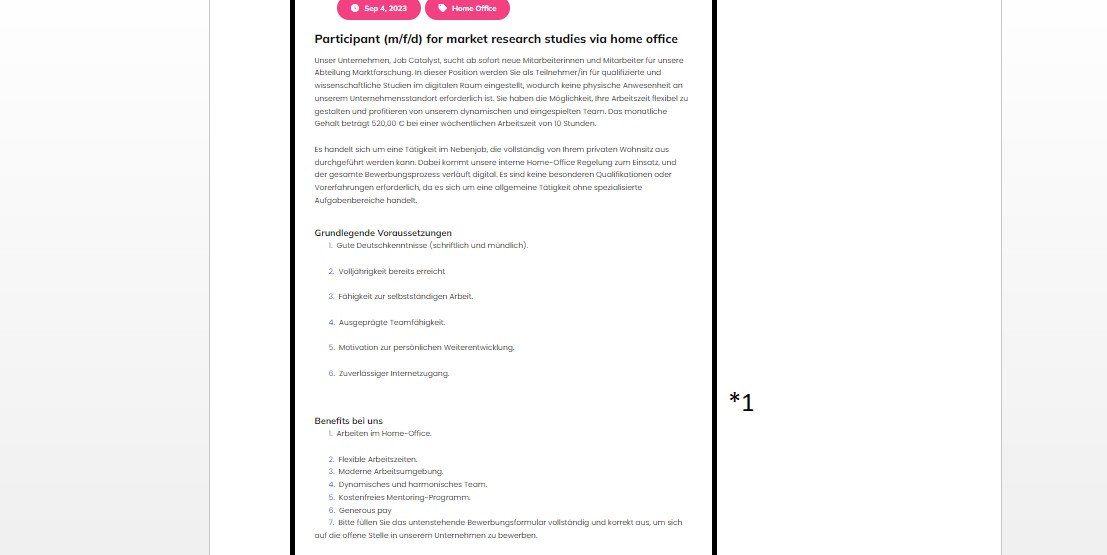 Sep 4, 2023 Home Office
Participant (m/f/d) for market research studies via home office
Unser Unternehmen, Job Catalyst, sucht ab sofort neue Mitarbeiterinnen und Mitarbeiter für unsere
Abteilung Marktforschung. In dieser Position werden Sie als Teilnehmer/in für qualifizierte und
wissenschaftliche Studien im digitalen Raum eingestellt, wodurch keine physische Anwesenheit an
unserem Unternehmensstandort erforderlich ist. Sie haben die Möglichkeit, Ihre Arbeitszeit flexibel zu
gestalten und profitieren von unserem dynamischen und eingespielten Team. Das monatliche
Gehalt beträgt 520,00 € bei einer wöchentlichen Arbeitszeit von 10 Stunden.
Es handelt sich um eine Tätigkeit im Nebenjob, die vollständig von Ihrem privaten Wohnsitz aus
durchgeführt werden kann. Dabei kommt unsere interne Home-Office Regelung zum Einsatz, und
der gesamte Bewerbungsprozess verläuft digital. Es sind keine besonderen Qualifikationen oder
Vorerfahrungen erforderlich, da es sich um eine allgemeine Tätigkeit ohne spezialisierte
Aufgabenbereiche handelt.
Grundlegende Voraussetzungen
1. Gute Deutschkenntnisse (schriftlich und mündlich).
2. Volljährigkeit bereits erreicht
3. Fähigkeit zur selbstständigen Arbeit.
4. Ausgeprägte Teamfähigkeit.
5. Motivation zur persönlichen Weiterentwicklung.
6. Zuverlässiger Internetzugang.
*1
Benefits bei uns
1. Arbeiten im Home-Office.
2. Flexible Arbeitszeiten.
3. Moderne Arbeitsumgebung.
4. Dynamisches und harmonisches Team.
5. Kostenfreies Mentoring-Programm.
6. Generous pay
7. Bitte füllen Sie das untenstehende Bewerbungsformular vollständig und korrekt aus, um sich
auf die offene Stelle in unserem Unternehmen zu bewerben.